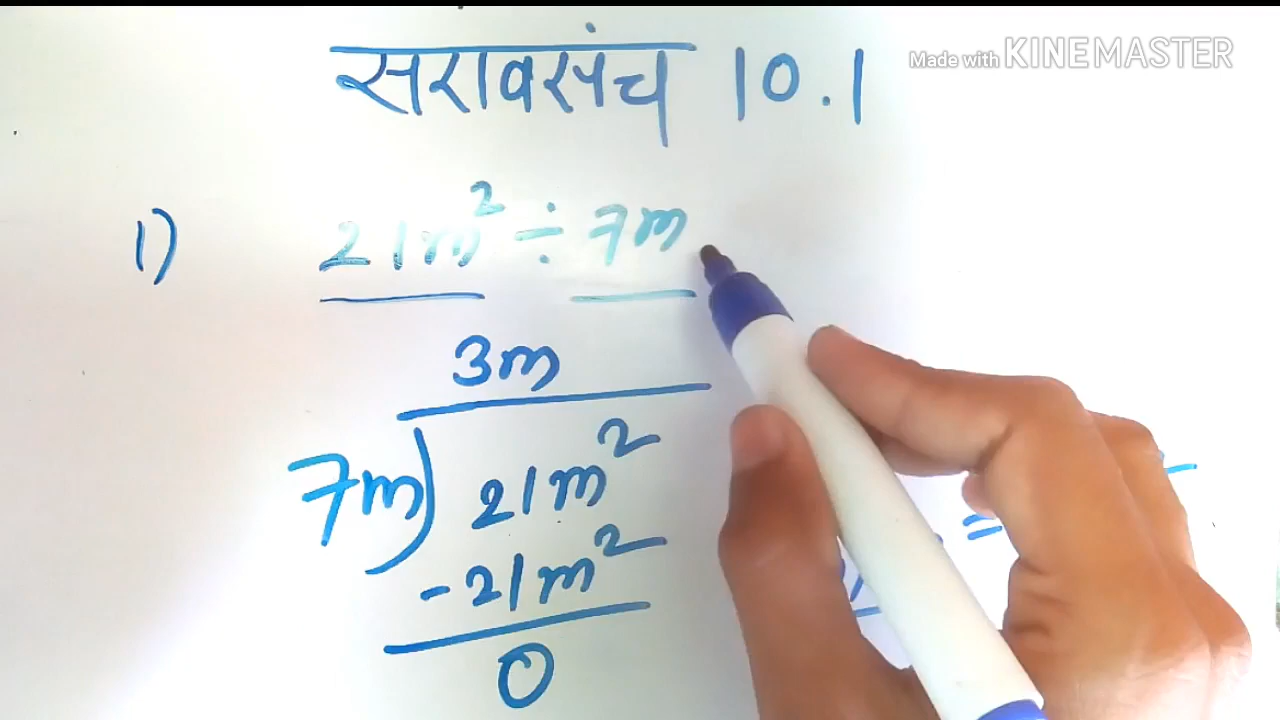 सरावसंच 10.1
Made with KINEMASTER
1) 21m² ÷ 7m
3m
7m) 21m²
- 21m²
0
=